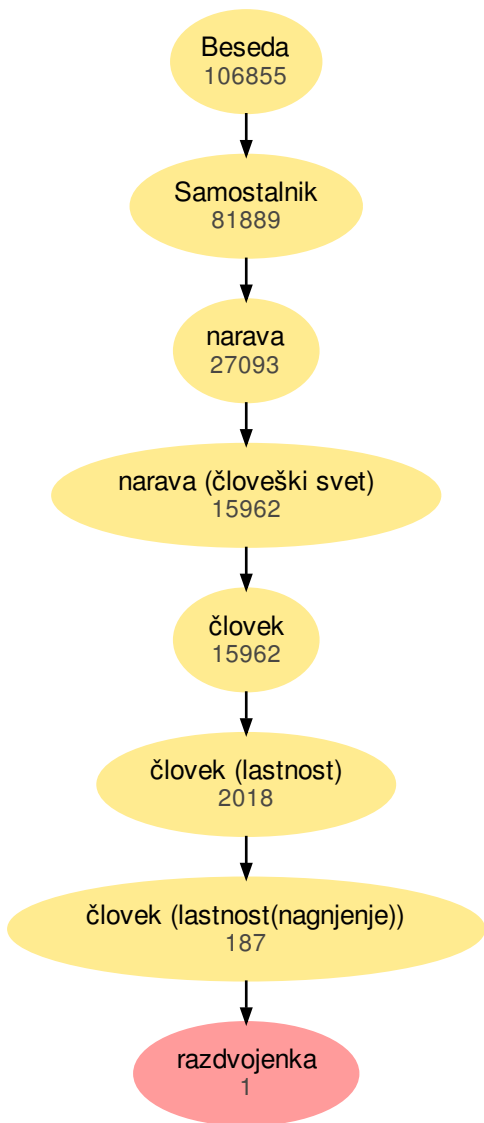 Beseda
106855
Samostalnik
81889
narava
27093
narava (človeški svet)
15962
človek
15962
človek (lastnost)
2018
človek (lastnost(nagnjenje))
187
razdvojenka
1